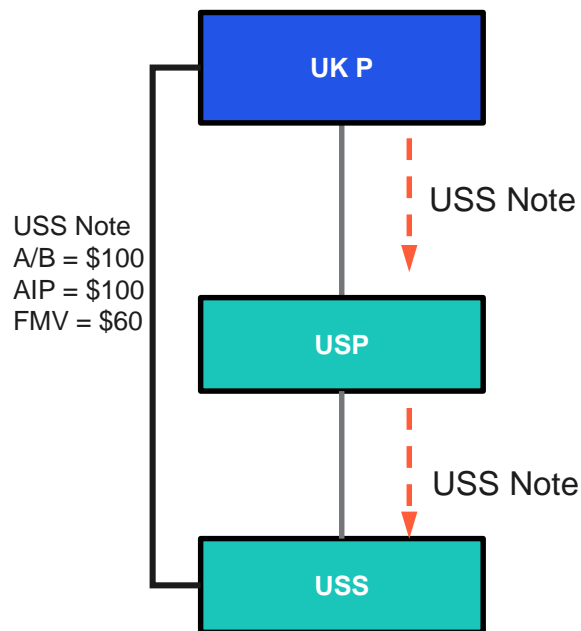 UK P
USS Note
USS Note
A/B = $100
AIP = $100
FMV = $60
USP
USS Note
USS